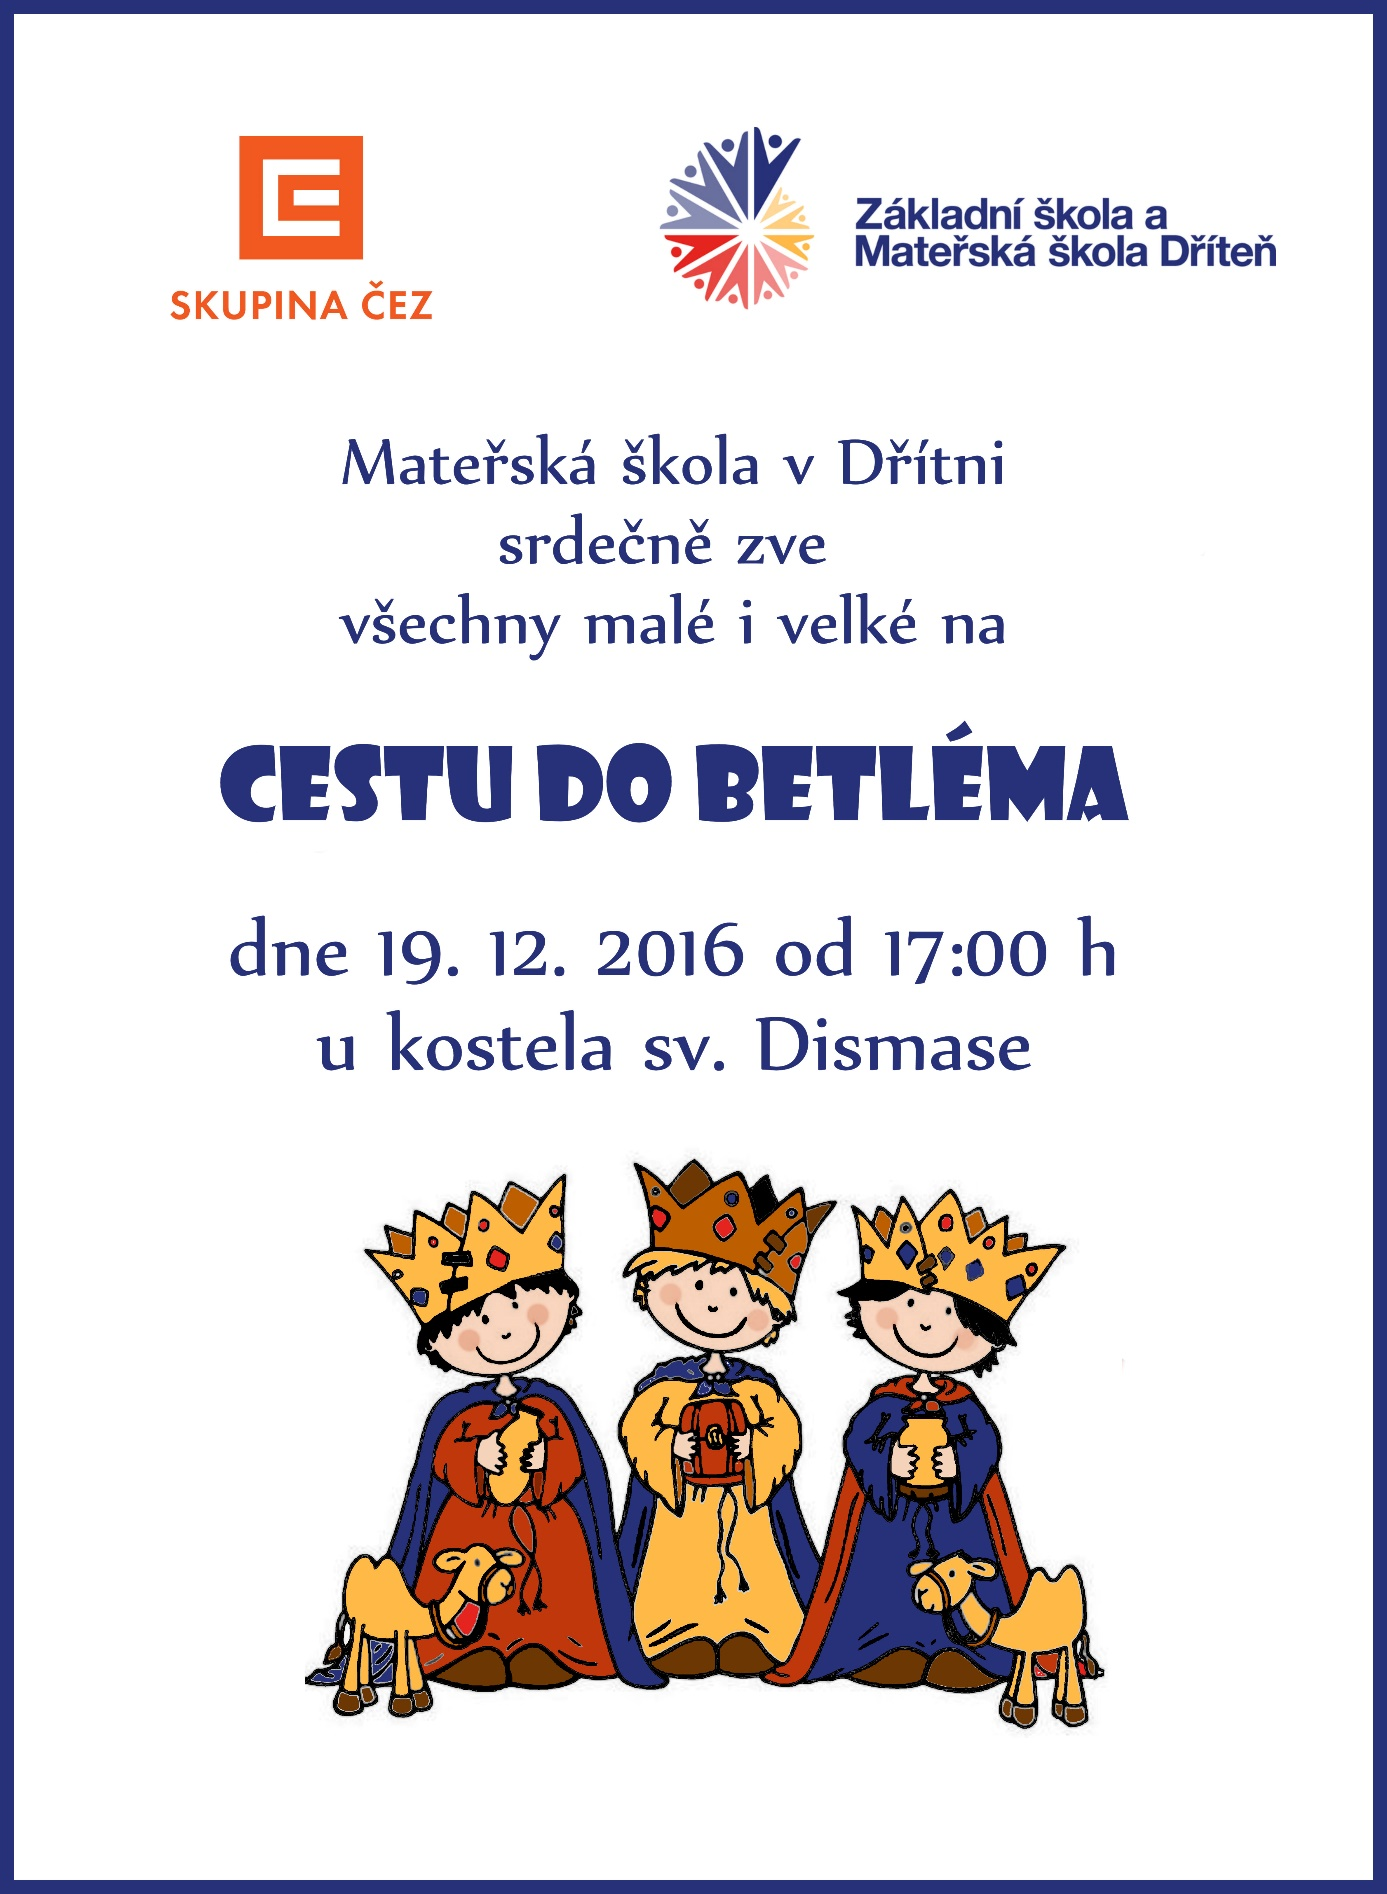 SKUPINA ČEZ
Základní škola a
Mateřská škola Dříteň
Mateřská škola v Dřítni
srdečně zve
všechny malé i velké na
CESTU DO BETLÉMA
dne 19. 12. 2016 od 17:00 h
u kostela sv. Dismase